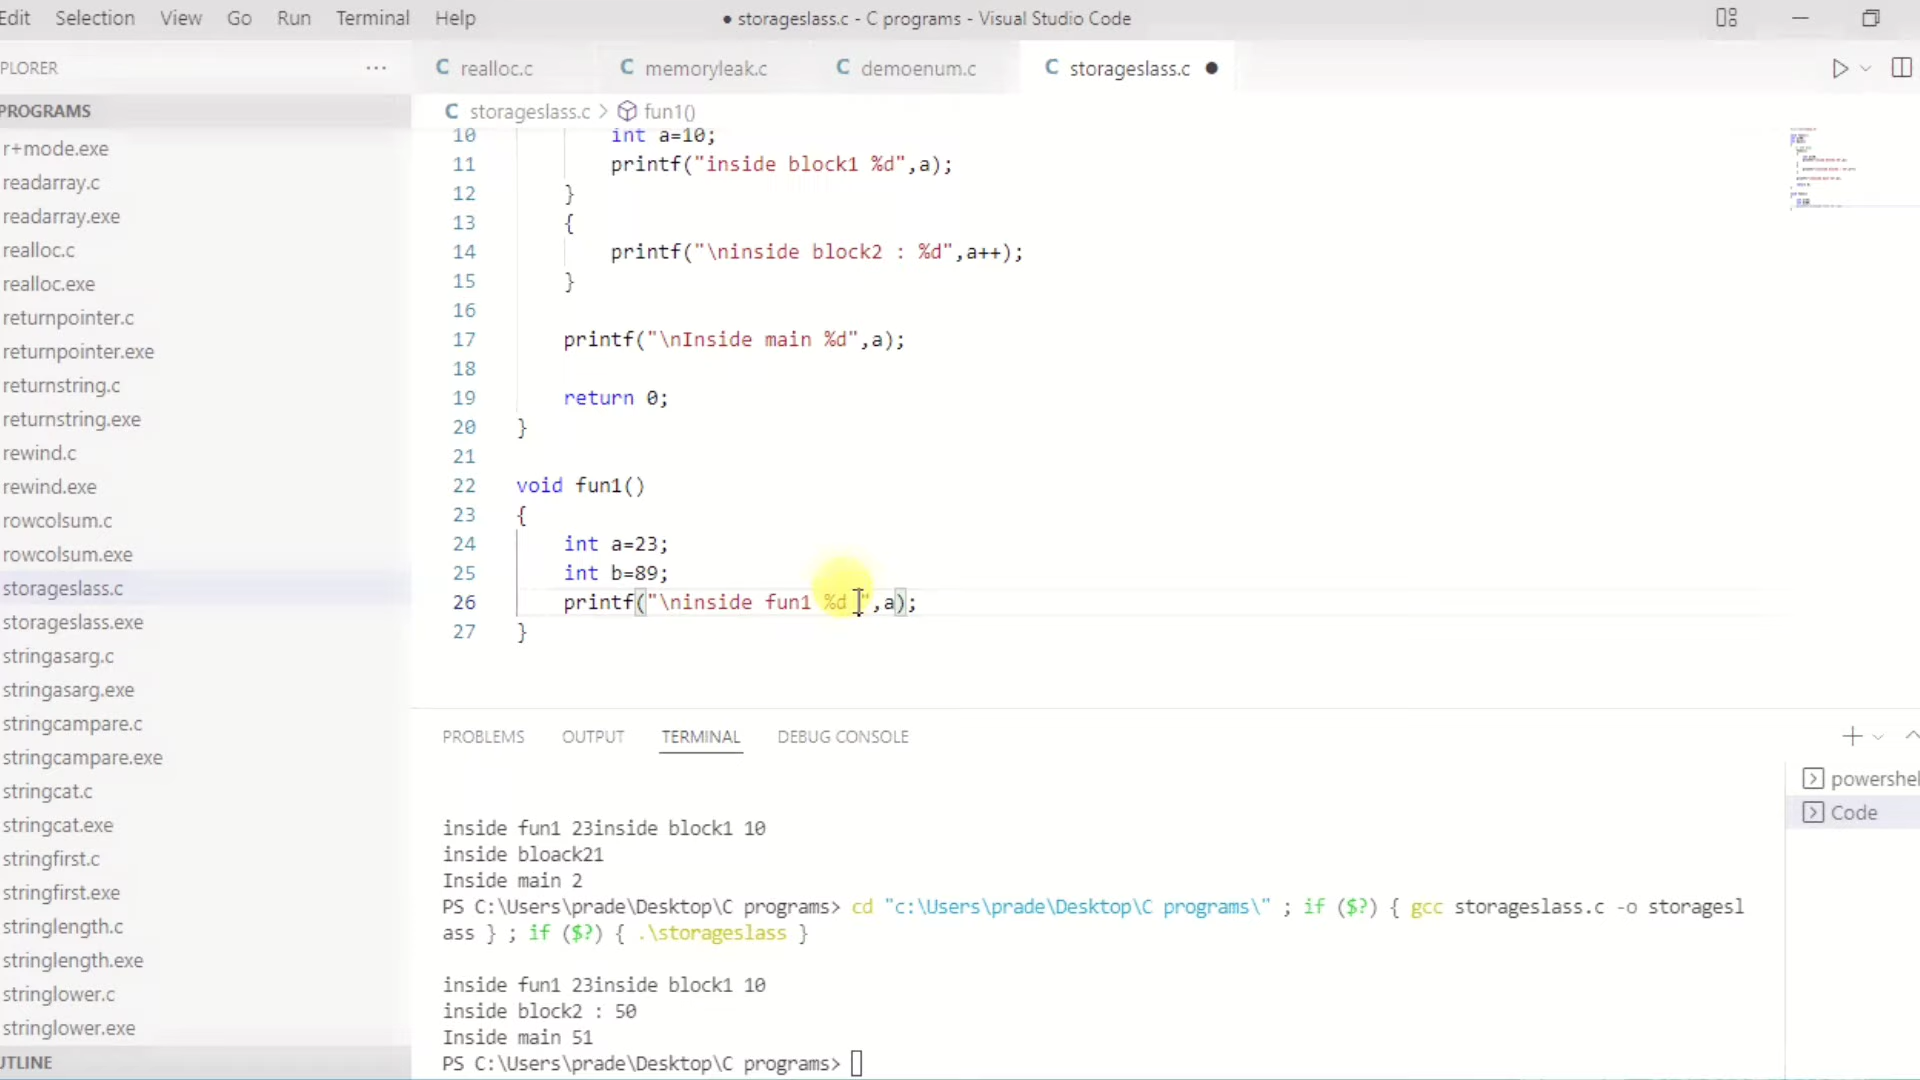 Edit Selection View Go Run Terminal Help
● storageslass.c - C programs - Visual Studio Code
PLORER ...
C realloc.c
C memoryleak.c
C demoenum.c
C storageslass.c ●
PROGRAMS
r+mode.exe
readarray.c
readarray.exe
realloc.c
realloc.exe
returnpointer.c
returnpointer.exe
returnstring.c
returnstring.exe
rewind.c
rewind.exe
rowcolsum.c
rowcolsum.exe
storageslass.c
storageslass.exe
stringasarg.c
stringasarg.exe
stringcampare.c
stringcampare.exe
stringcat.c
stringcat.exe
stringfirst.c
stringfirst.exe
stringlength.c
stringlength.exe
stringlower.c
stringlower.exe
UTLINE
C storageslass.c > fun1()
10 int a=10;
11 printf("inside block1 %d",a);
12 }
13 {
14 printf("\ninside block2 : %d",a++);
15 }
16
17 printf("\nInside main %d",a);
18
19 return 0;
20 }
21
22 void fun1()
23 {
24 int a=23;
25 int b=89;
26 printf("\ninside fun1 %d ",a);
27 }
PROBLEMS OUTPUT TERMINAL DEBUG CONSOLE
inside fun1 23inside block1 10
inside bloack21
Inside main 2
PS C:\Users\prade\Desktop\C programs> cd "c:\Users\prade\Desktop\C programs\" ; if ($?) { gcc storageslass.c -o storagesl
ass } ; if ($?) { .\storageslass }
inside fun1 23inside block1 10
inside block2 : 50
Inside main 51
PS C:\Users\prade\Desktop\C programs>
powershel
Code